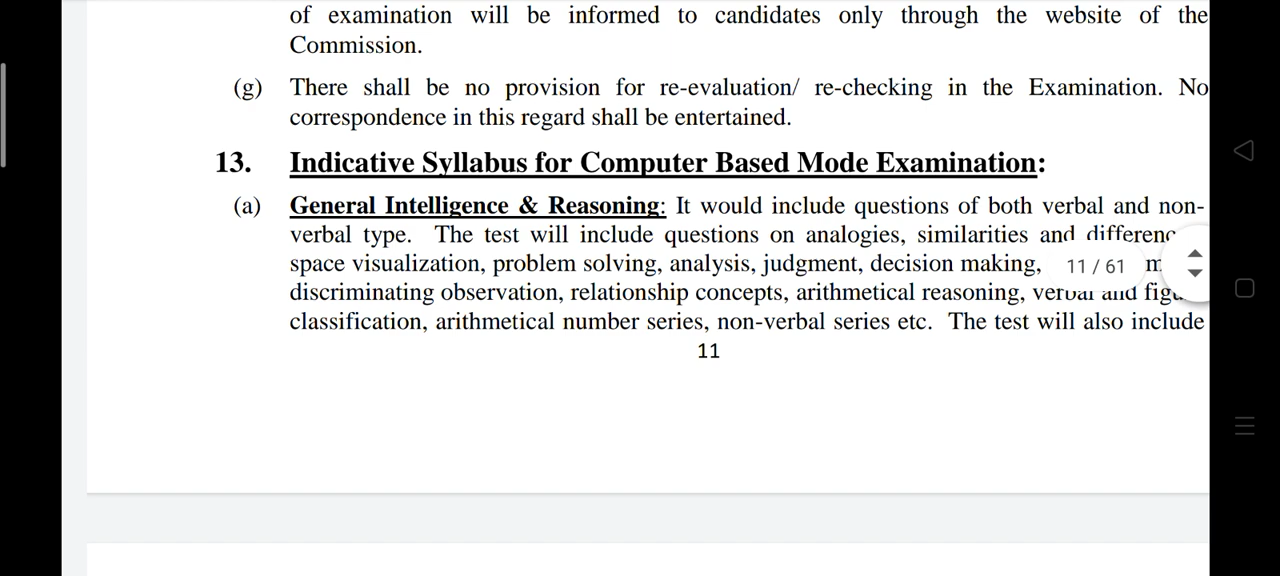 of examination will be informed to candidates only through the website of the
Commission.
(g) There shall be no provision for re-evaluation/ re-checking in the Examination. No
correspondence in this regard shall be entertained.
13. Indicative Syllabus for Computer Based Mode Examination:
(a) General Intelligence & Reasoning: It would include questions of both verbal and non-
verbal type. The test will include questions on analogies, similarities and
space visualization, problem solving, analysis, judgment, decision making,
11 / 61
discriminating observation, relationship concepts, arithmetical reasoning, verbal and
classification, arithmetical number series, non-verbal series etc. The test will also include
11